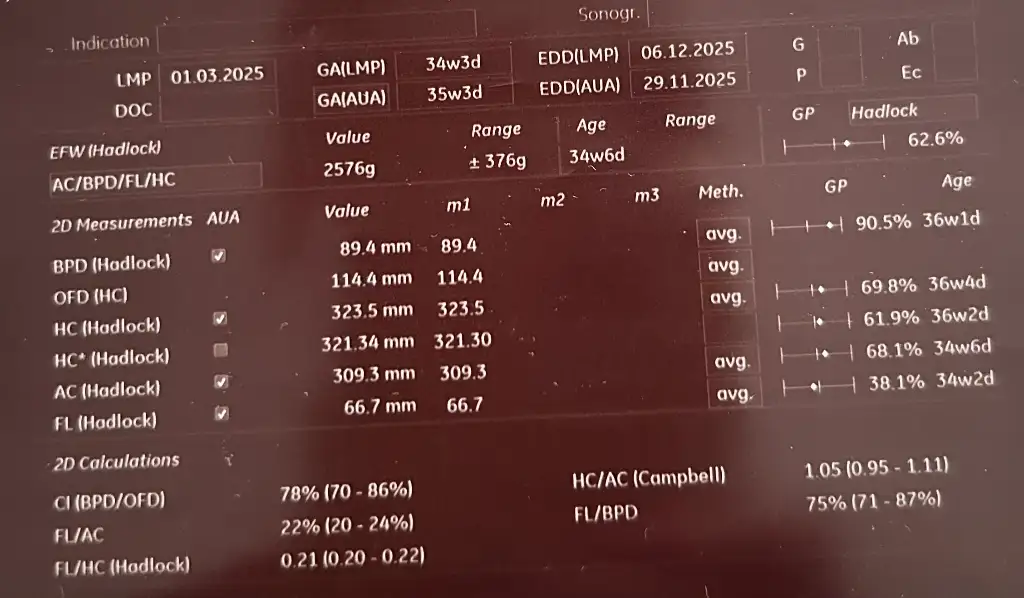 Sonogr.
Indication
LMP 01.03.2025 GA(LMP) 34w3d EDD(LMP) 06.12.2025 G Ab
DOC GA(AUA) 35w3d EDD(AUA) 29.11.2025 P Ec
EFW (Hadlock) Value Range Age Range GP Hadlock
AC/BPD/FL/HC 2576g ± 376g 34w6d 62.6%
2D Measurements AUA Value m1 m2 m3 Meth. GP Age
BPD (Hadlock) 89.4 mm 89.4 avg. 90.5% 36w1d
OFD (HC) 114.4 mm 114.4 avg.
HC (Hadlock) 323.5 mm 323.5 avg. 69.8% 36w4d
HC* (Hadlock) 321.34 mm 321.30 61.9% 36w2d
AC (Hadlock) 309.3 mm 309.3 avg. 68.1% 34w6d
FL (Hadlock) 66.7 mm 66.7 avg. 38.1% 34w2d
2D Calculations
CI (BPD/OFD) 78% (70 - 86%) HC/AC (Campbell) 1.05 (0.95 - 1.11)
FL/AC 22% (20 - 24%) FL/BPD 75% (71 - 87%)
FL/HC (Hadlock) 0.21 (0.20 - 0.22)